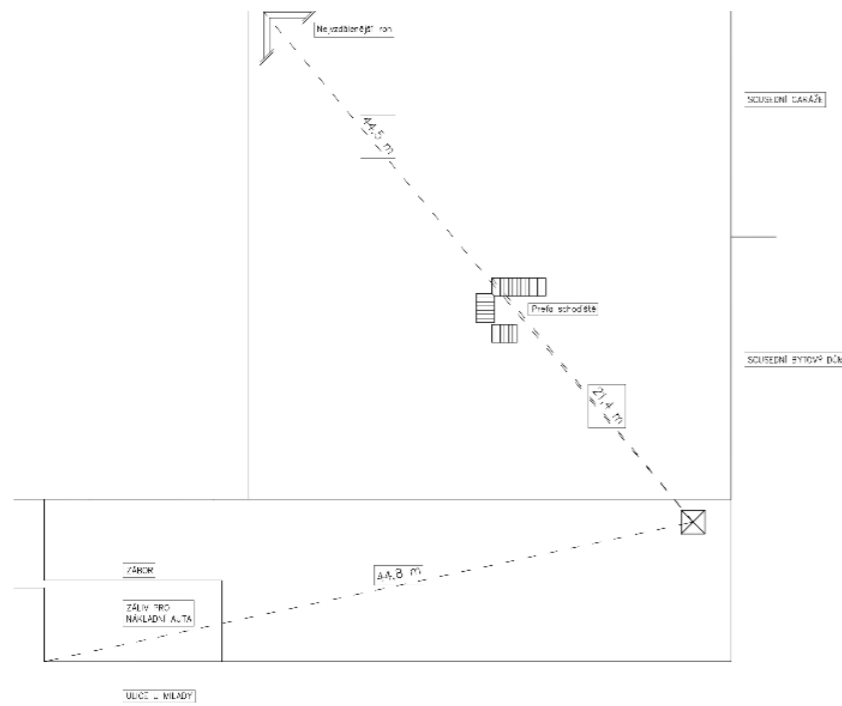 Nejvzdálenější roh
SOUSEDNÍ GARÁŽE
44,5 m
Prefa schodiště
SOUSEDNÍ BYTOVÝ DŮM
21,4 m
ZÁBOR
44,8 m
ZÁLIV PRO
NÁKLADNÍ AUTA
ULICE U MILADY